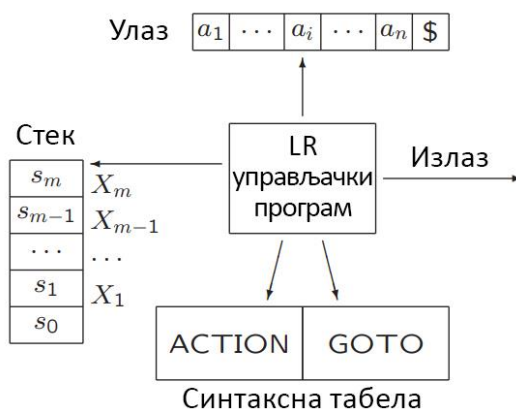 Улаз a₁ ··· aᵢ ··· aₙ $
Стек
LR
управљачки
програм
Излаз
sₘ Xₘ
sₘ₋₁ Xₘ₋₁
··· ···
s₁ X₁
s₀
ACTION GOTO
Синтаксна табела